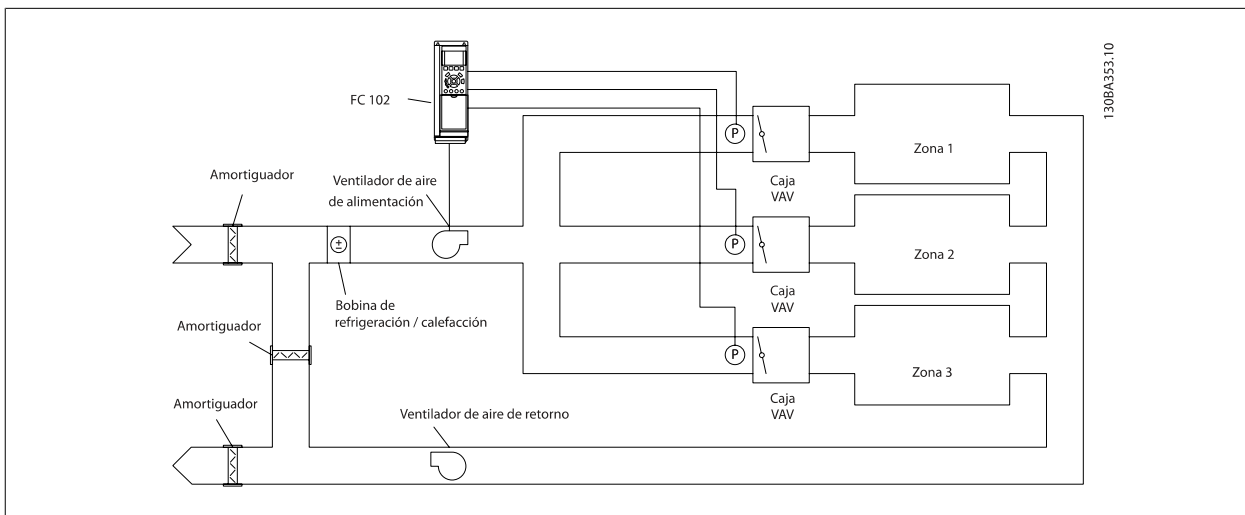 130BA353.10
FC 102
Amortiguador
Ventilador de aire
de alimentación
P
Caja
VAV
Zona 1
±
Bobina de
refrigeración / calefacción
P
Caja
VAV
Zona 2
Amortiguador
P
Caja
VAV
Zona 3
Amortiguador
Ventilador de aire de retorno